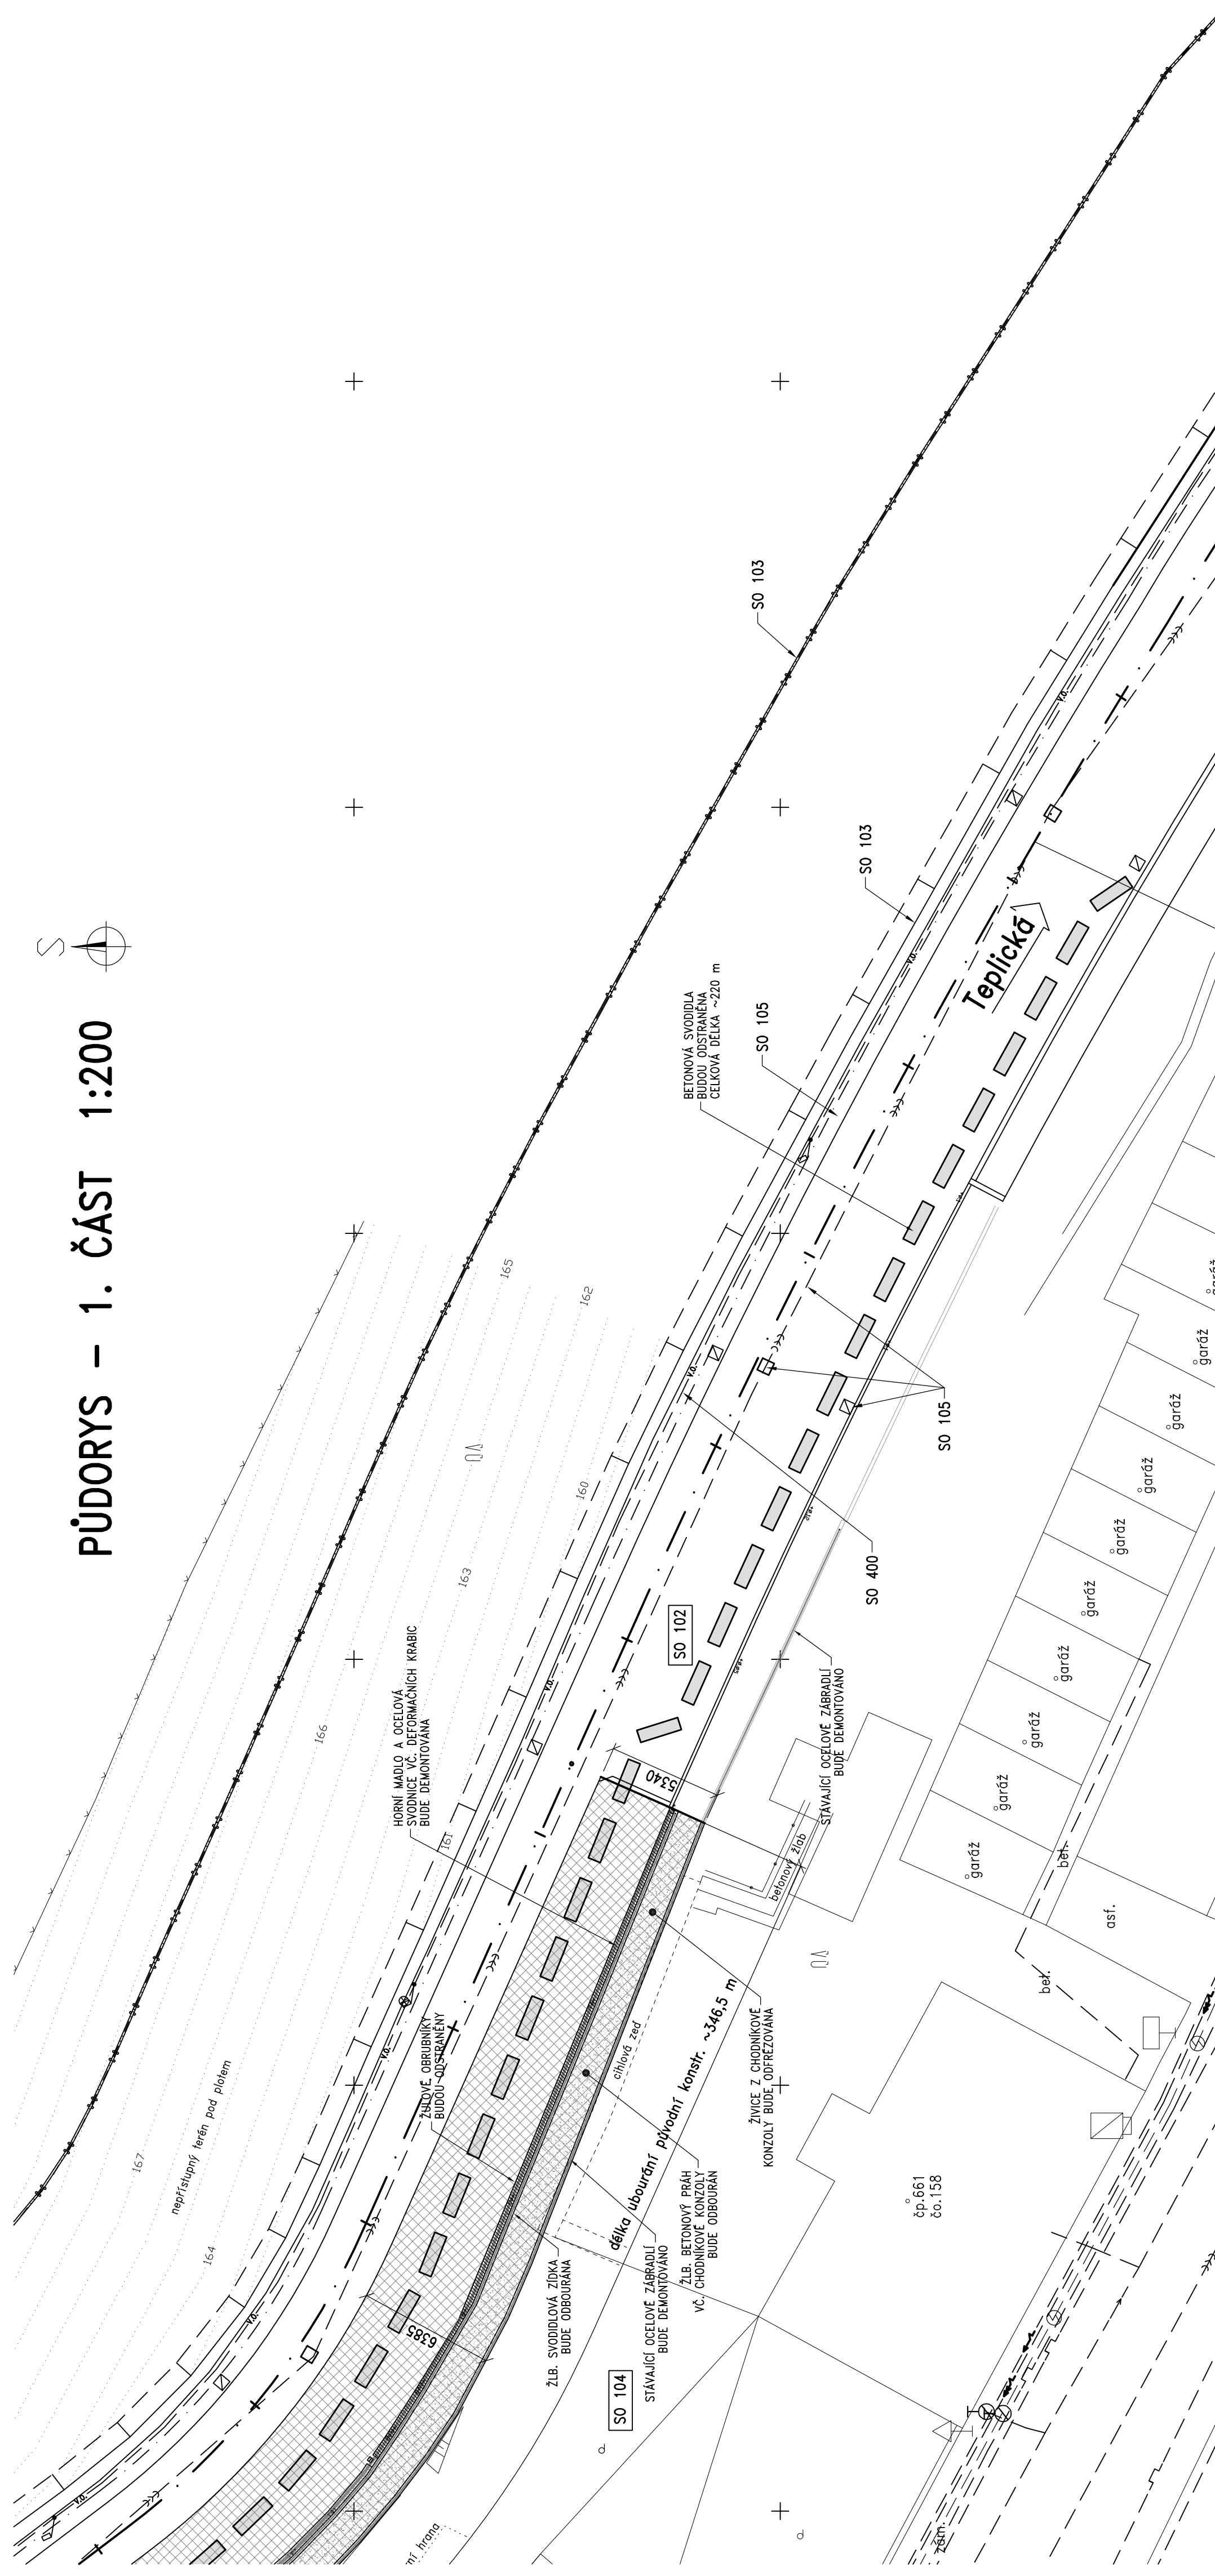 PŮDORYS – 1. ČÁST 1:200
S
SO 103
SO 103
SO 105
BETONOVÁ SVODIDLA
BUDOU ODSTRANĚNA
CELKOVÁ DÉLKA ~220 m
Teplická
v.o.
v.o.
v.o.
v.o.
v.o.
v.o.
v.o.
165
162
160
163
166
161
167
164
SO 105
SO 400
SO 102
HORNÍ MADLO A OCELOVÁ
SVODNICE VČ. DEFORMAČNÍCH KRABIC
BUDE DEMONTOVÁNA
STÁVAJÍCÍ OCELOVÉ ZÁBRADLÍ
BUDE DEMONTOVÁNO
5340
betonový žlab
garáž
garáž
garáž
garáž
garáž
garáž
garáž
garáž
garáž
bet.
asf.
bet.
ŽULOVÉ OBRUBNÍKY
BUDOU ODSTRANĚNY
nepřístupný terén pod plotem
cihlová zeď
délka ubourání původní konstr. ~346,5 m
ŽIVICE Z CHODNÍKOVÉ
KONZOLY BUDE ODFRÉZOVÁNA
ŽLB. BETONOVÝ PRÁH
VČ. CHODNÍKOVÉ KONZOLY
BUDE ODBOURÁN
STÁVAJÍCÍ OCELOVÉ ZÁBRADLÍ
BUDE DEMONTOVÁNO
ŽLB. SVODIDLOVÁ ZÍDKA
BUDE ODBOURÁNA
6385
SO 104
čp.661
čo.158
hrana